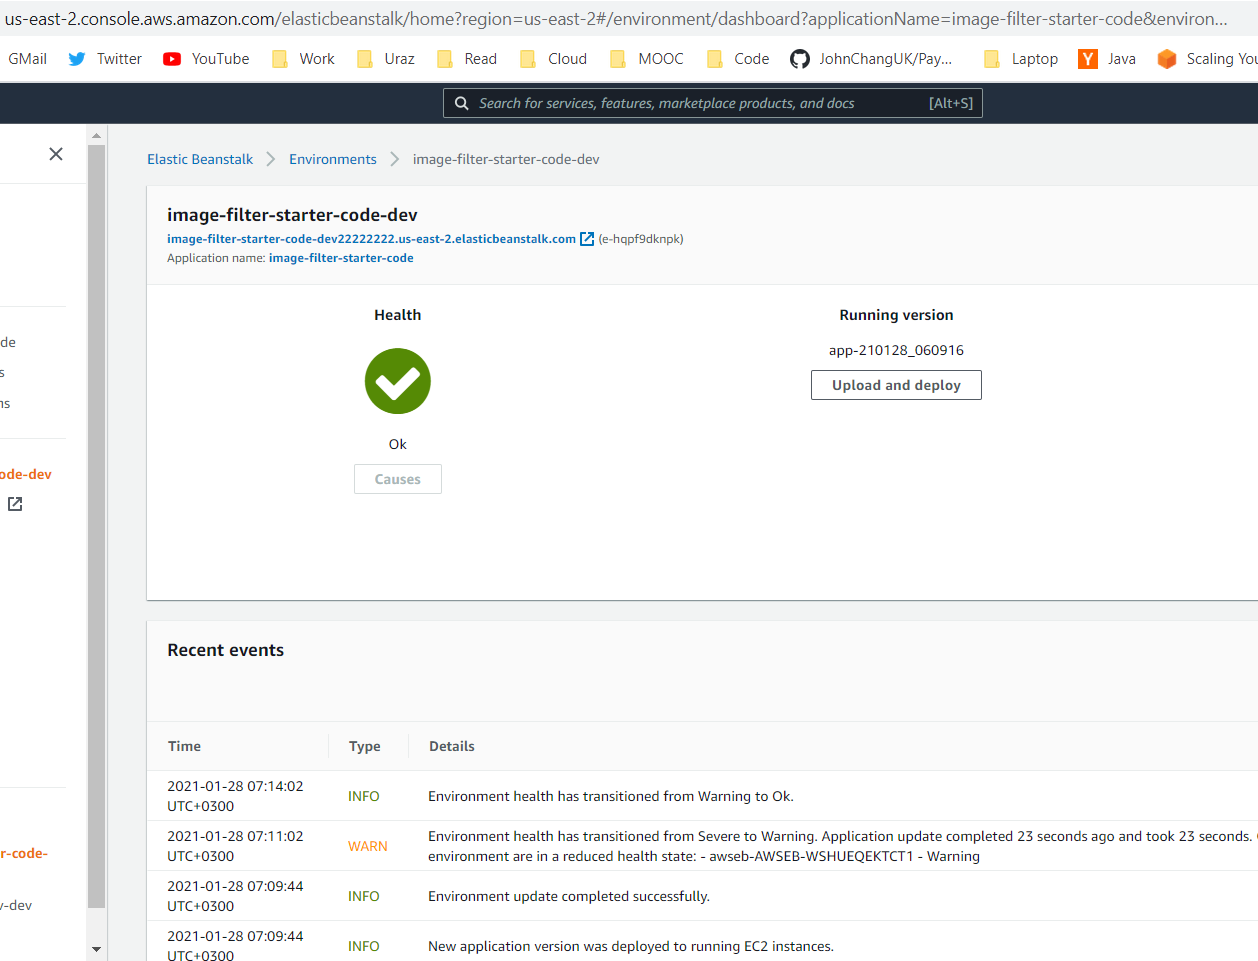 us-east-2.console.aws.amazon.com/elasticbeanstalk/home?region=us-east-2#/environment/dashboard?applicationName=image-filter-starter-code&environ...
GMail Twitter YouTube Work Uraz Read Cloud MOOC Code JohnChangUK/Pay... Laptop Java Scaling You
Search for services, features, marketplace products, and docs [Alt+S]
Elastic Beanstalk Environments image-filter-starter-code-dev
image-filter-starter-code-dev
image-filter-starter-code-dev22222222.us-east-2.elasticbeanstalk.com (e-hqpf9dknpk)
Application name: image-filter-starter-code
Health
Ok
Causes
Running version
app-210128_060916
Upload and deploy
de
s
ns
ode-dev
r-code-
v-dev
Recent events
Time Type Details
2021-01-28 07:14:02 UTC+0300 INFO Environment health has transitioned from Warning to Ok.
2021-01-28 07:11:02 UTC+0300 WARN Environment health has transitioned from Severe to Warning. Application update completed 23 seconds ago and took 23 seconds.
environment are in a reduced health state: - awseb-AWSEB-WSHUEQEKTCT1 - Warning
2021-01-28 07:09:44 UTC+0300 INFO Environment update completed successfully.
2021-01-28 07:09:44 UTC+0300 INFO New application version was deployed to running EC2 instances.